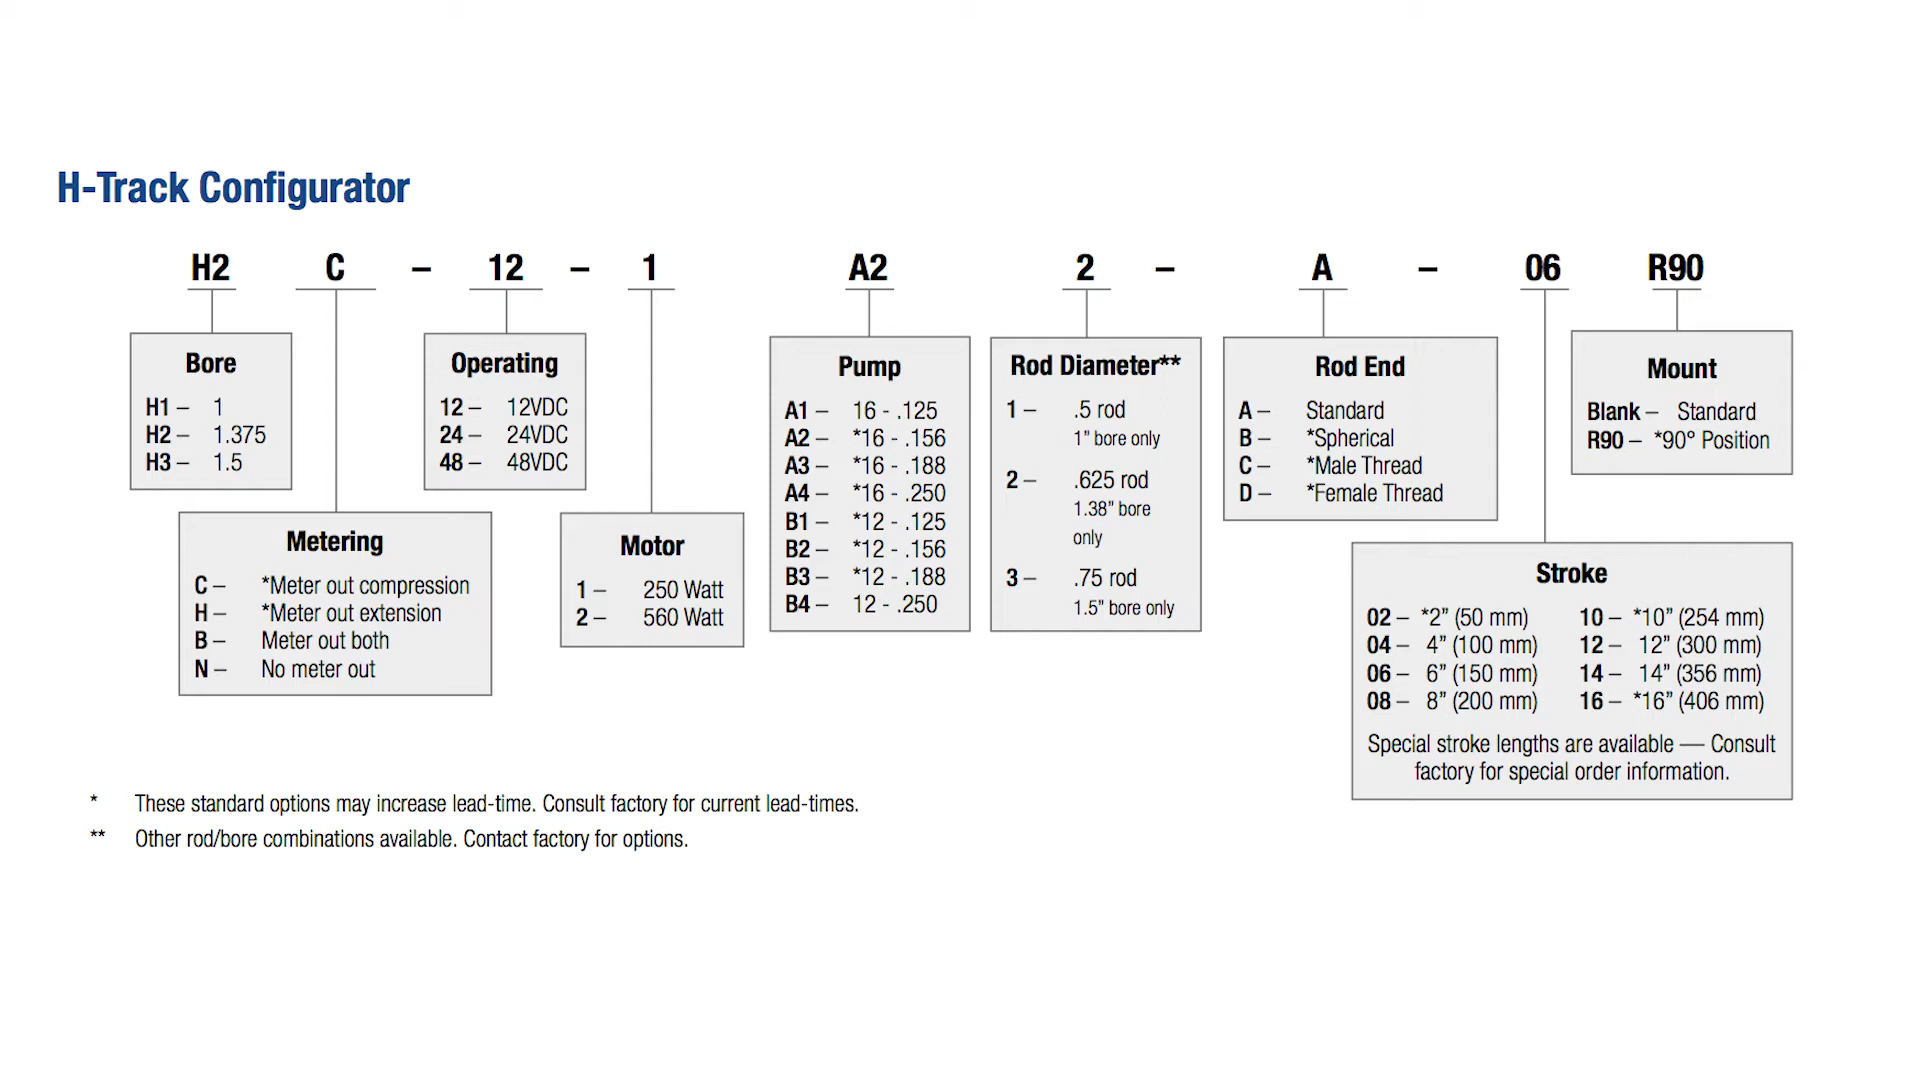 H-Track Configurator
H2 C – 12 – 1 A2 2 – A – 06 R90
Bore
H1 – 1
H2 – 1.375
H3 – 1.5
Metering
C – *Meter out compression
H – *Meter out extension
B – Meter out both
N – No meter out
Operating
12 – 12VDC
24 – 24VDC
48 – 48VDC
Motor
1 – 250 Watt
2 – 560 Watt
Pump
A1 – 16 - .125
A2 – *16 - .156
A3 – *16 - .188
A4 – *16 - .250
B1 – *12 - .125
B2 – *12 - .156
B3 – *12 - .188
B4 – 12 - .250
Rod Diameter**
1 – .5 rod
1" bore only
2 – .625 rod
1.38” bore
only
3 – .75 rod
1.5” bore only
Rod End
A – Standard
B – *Spherical
C – *Male Thread
D – *Female Thread
Stroke
02 – *2” (50 mm) 10 – *10” (254 mm)
04 – 4” (100 mm) 12 – 12” (300 mm)
06 – 6” (150 mm) 14 – 14” (356 mm)
08 – 8” (200 mm) 16 – *16” (406 mm)
Special stroke lengths are available — Consult
factory for special order information.
Mount
Blank – Standard
R90 – *90° Position
* These standard options may increase lead-time. Consult factory for current lead-times.
** Other rod/bore combinations available. Contact factory for options.